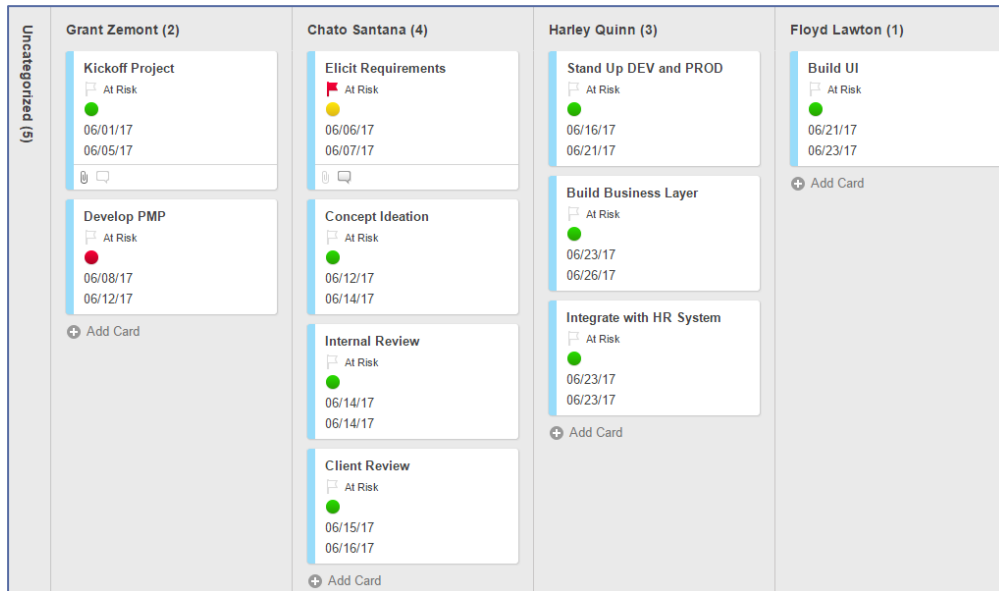 Uncategorized (5)
Grant Zemont (2)
Kickoff Project
At Risk
06/01/17
06/05/17
Develop PMP
At Risk
06/08/17
06/12/17
Add Card
Chato Santana (4)
Elicit Requirements
At Risk
06/06/17
06/07/17
Concept Ideation
At Risk
06/12/17
06/14/17
Internal Review
At Risk
06/14/17
06/14/17
Client Review
At Risk
06/15/17
06/16/17
Add Card
Harley Quinn (3)
Stand Up DEV and PROD
At Risk
06/16/17
06/21/17
Build Business Layer
At Risk
06/23/17
06/26/17
Integrate with HR System
At Risk
06/23/17
06/23/17
Add Card
Floyd Lawton (1)
Build UI
At Risk
06/21/17
06/23/17
Add Card